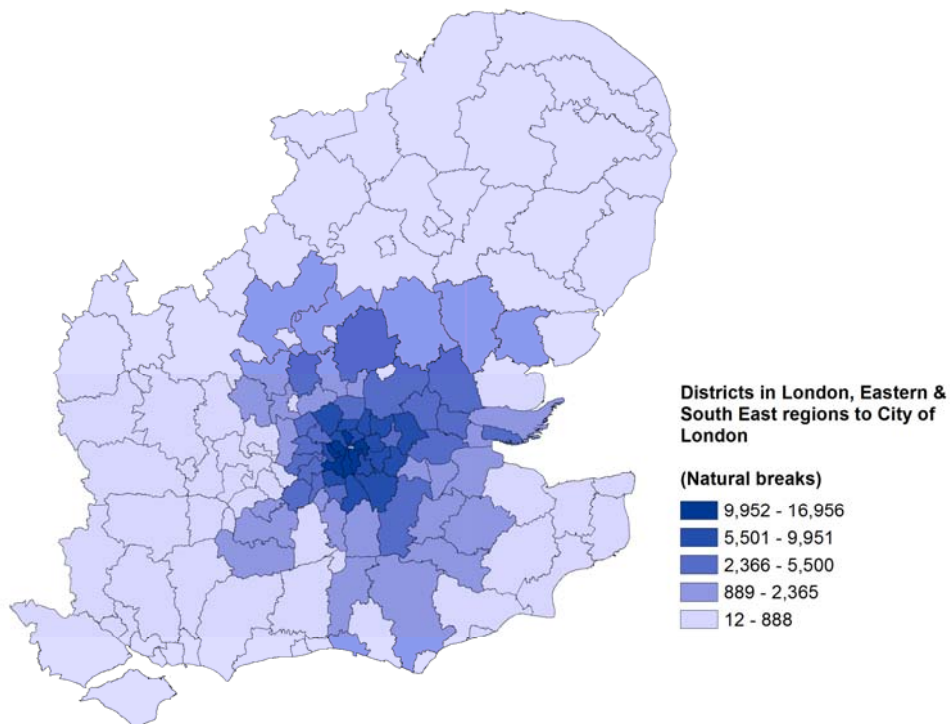 Districts in London, Eastern &
South East regions to City of
London
(Natural breaks)
9,952 - 16,956
5,501 - 9,951
2,366 - 5,500
889 - 2,365
12 - 888